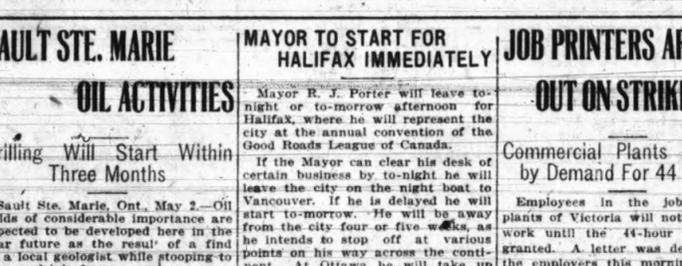 AULT STE. MARIE
OIL ACTIVITIES
rilling Will Start Within
Three Months
Sault Ste. Marie, Ont., May 2.—Oil
lds of considerable importance are
pected to be developed here in the
ar future as the resul' of a find
a local geologist while stooping to
MAYOR TO START FOR
HALIFAX IMMEDIATELY
Mayor R. J. Porter will leave to-
night or to-morrow afternoon for
Halifax, where he will represent the
city at the annual convention of the
Good Roads League of Canada.
If the Mayor can clear his desk of
certain business by to-night he will
leave the city on the night boat to
Vancouver. If he is delayed he will
start to-morrow. He will be away
from the city four or five weeks, as
he intends to stop off at various
points on his way across the conti-
nent. At Ottawa he will take up
JOB PRINTERS AR
OUT ON STRIKE
Commercial Plants
by Demand For 44
Employees in the job
plants of Victoria will not
work until the 44-hour
granted. A letter was de
the employers this morning